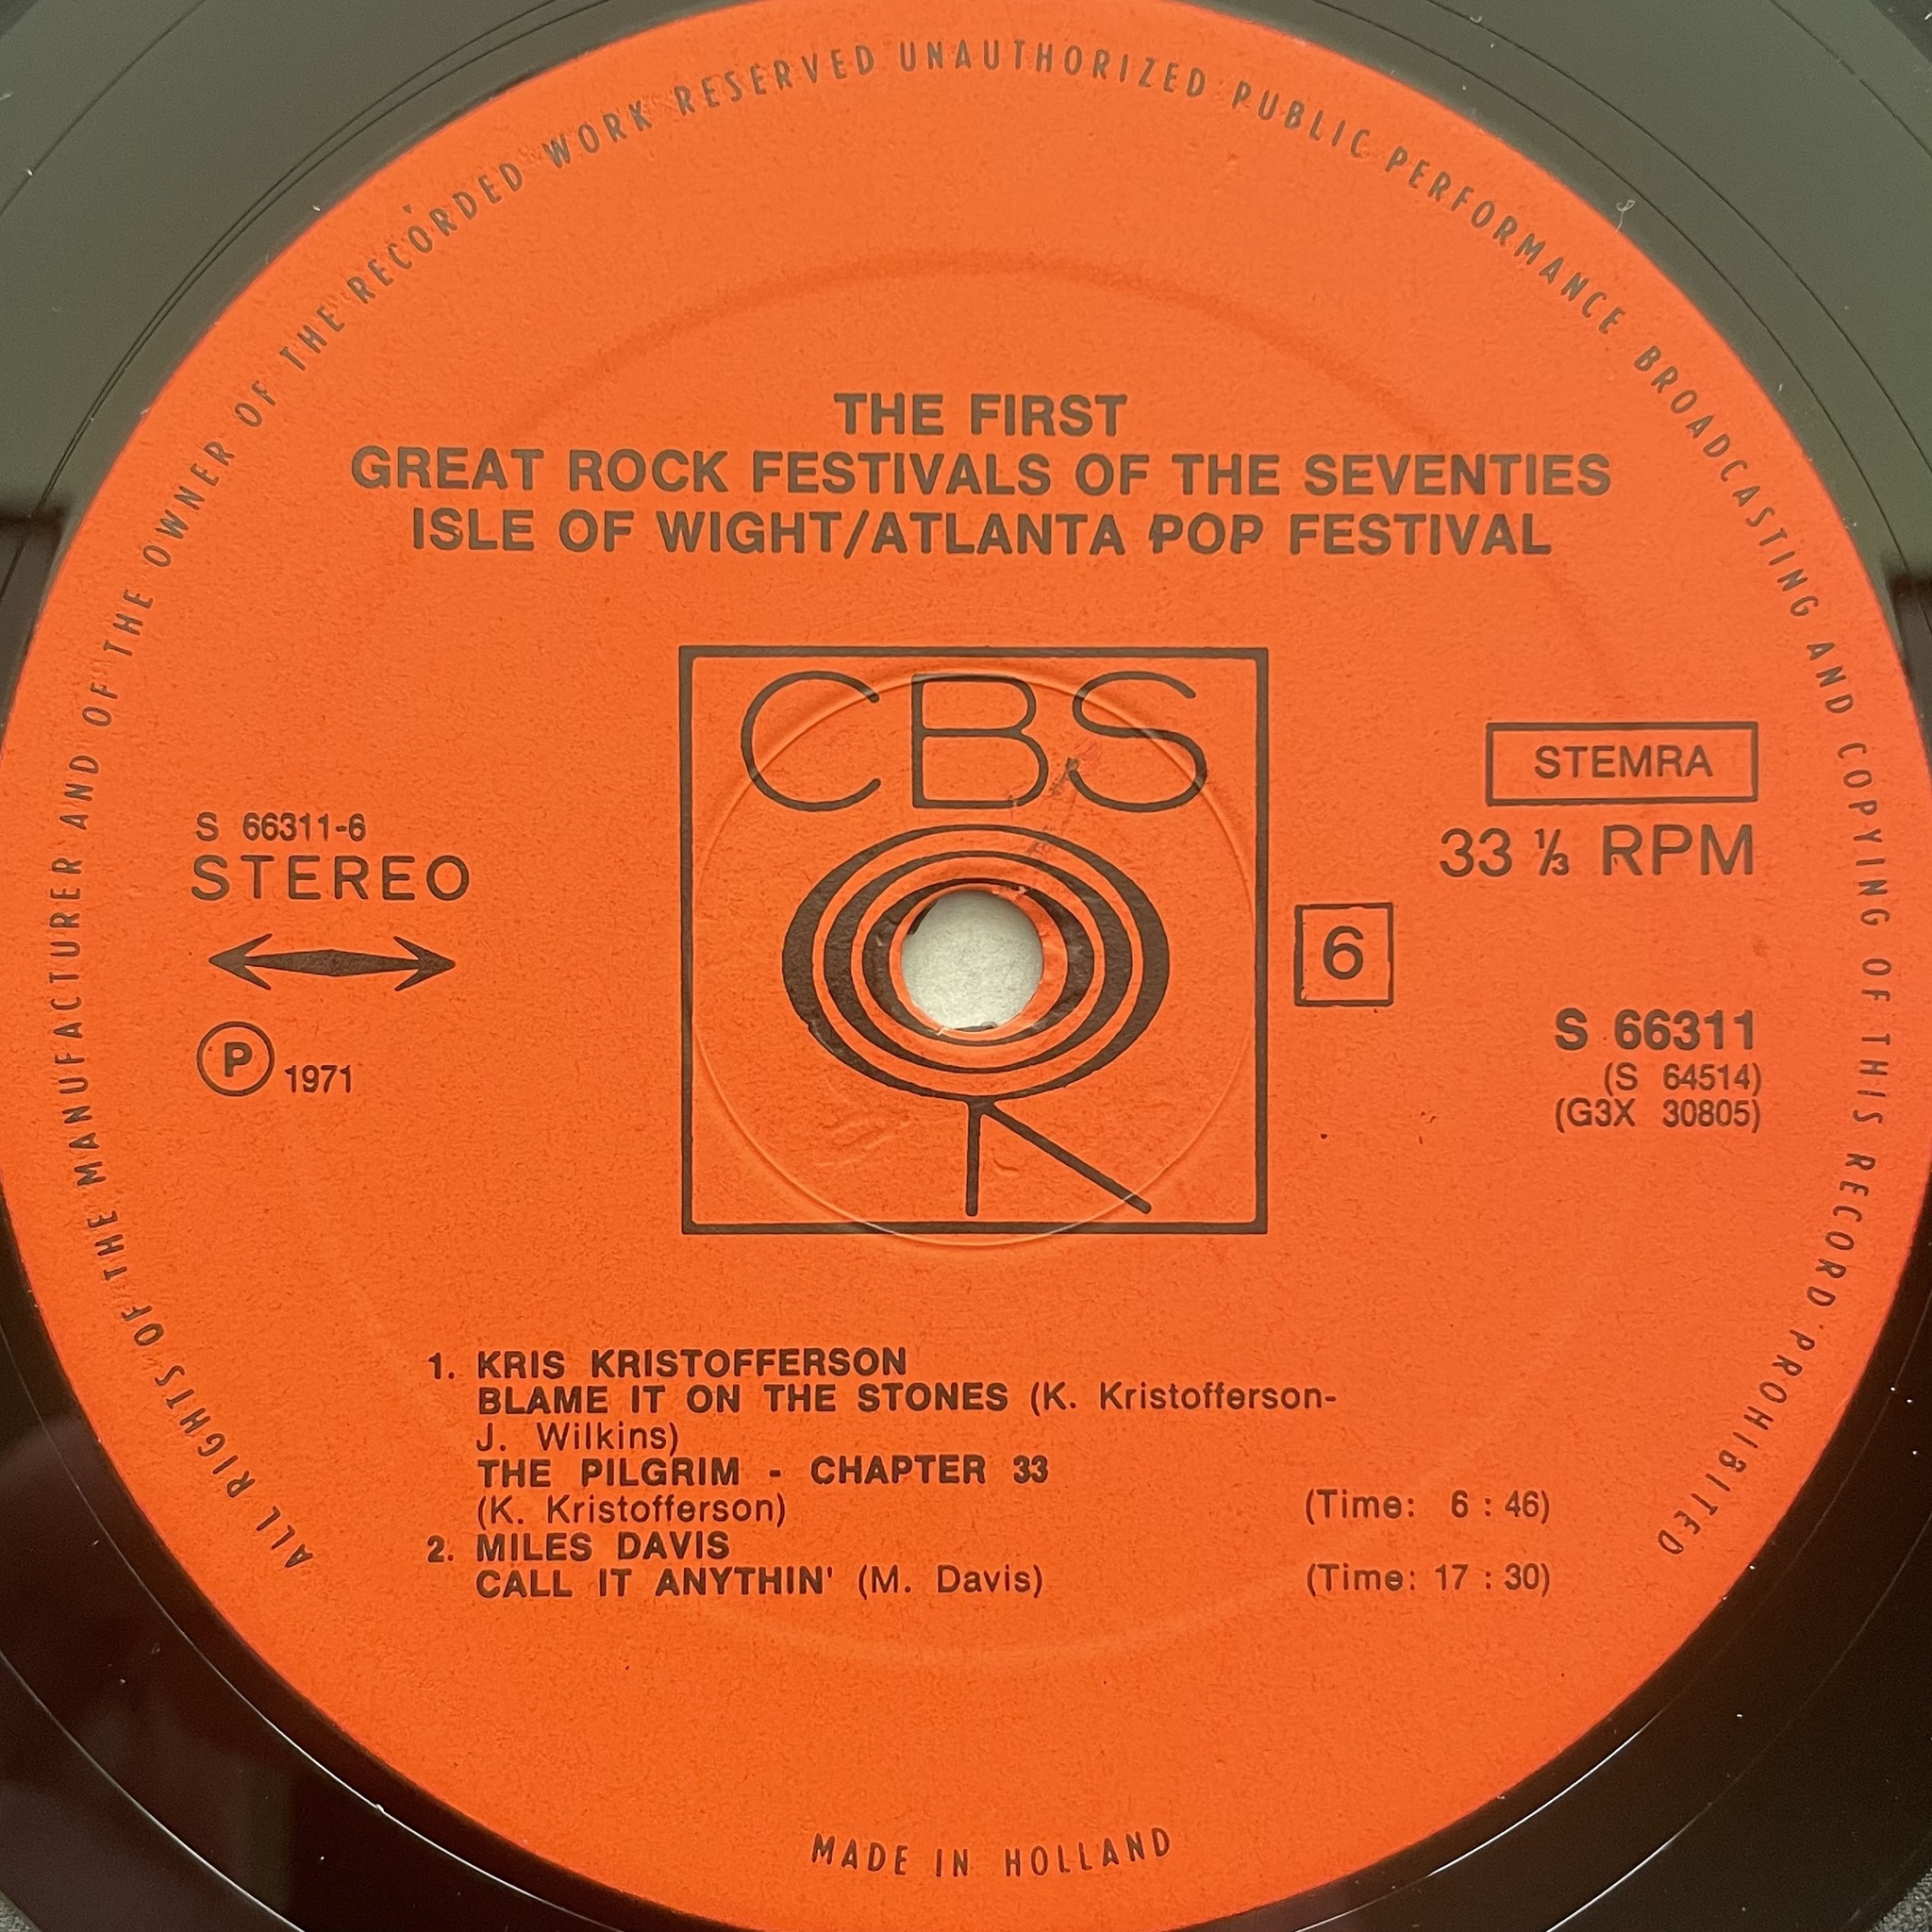 ALL RIGHTS OF THE MANUFACTURER AND OF THE OWNER OF THE RECORDED WORK RESERVED UNAUTHORIZED PUBLIC PERFORMANCE BROADCASTING AND COPYING OF THIS RECORD PROHIBITED
THE FIRST
GREAT ROCK FESTIVALS OF THE SEVENTIES
ISLE OF WIGHT/ATLANTA POP FESTIVAL
CBS
STEMRA
S 66311-6
STEREO
33 ⅓ RPM
6
P 1971
S 66311
(S 64514)
(G3X 30805)
1. KRIS KRISTOFFERSON
BLAME IT ON THE STONES (K. Kristofferson-
J. Wilkins)
THE PILGRIM - CHAPTER 33
(K. Kristofferson) (Time: 6 : 46)
2. MILES DAVIS
CALL IT ANYTHIN' (M. Davis) (Time: 17 : 30)
MADE IN HOLLAND